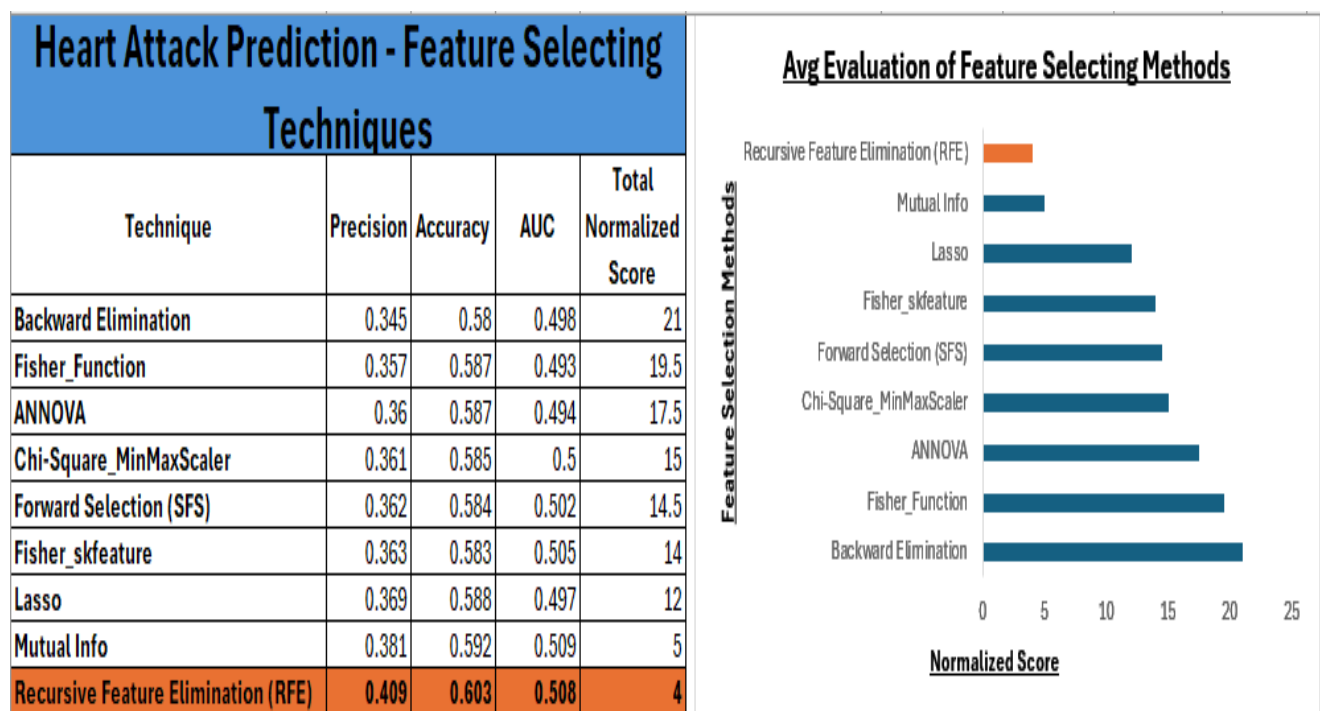 Heart Attack Prediction - Feature Selecting
Techniques
Technique Precision Accuracy AUC Total Normalized Score
Backward Elimination 0.345 0.58 0.498 21
Fisher_Function 0.357 0.587 0.493 19.5
ANNOVA 0.36 0.587 0.494 17.5
Chi-Square_MinMaxScaler 0.361 0.585 0.5 15
Forward Selection (SFS) 0.362 0.584 0.502 14.5
Fisher_skfeature 0.363 0.583 0.505 14
Lasso 0.369 0.588 0.497 12
Mutual Info 0.381 0.592 0.509 5
Recursive Feature Elimination (RFE) 0.409 0.603 0.508 4
Avg Evaluation of Feature Selecting Methods
Feature Selection Methods
Recursive Feature Elimination (RFE)
Mutual Info
Lasso
Fisher_skfeature
Forward Selection (SFS)
Chi-Square_MinMaxScaler
ANNOVA
Fisher_Function
Backward Elimination
0 5 10 15 20 25
Normalized Score